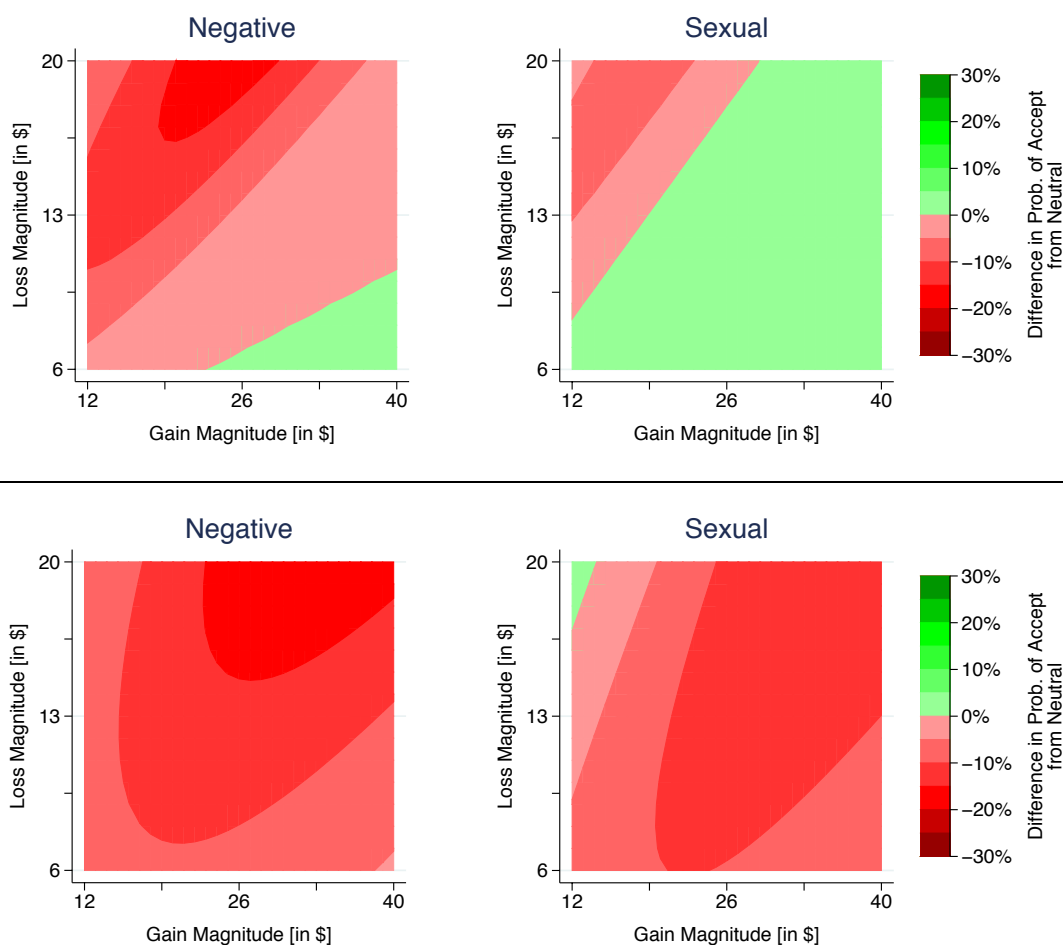 Negative
Sexual
20
13
6
Loss Magnitude [in $]
12
26
40
Gain Magnitude [in $]
20
13
6
Loss Magnitude [in $]
12
26
40
Gain Magnitude [in $]
30%
20%
10%
0%
−10%
−20%
−30%
Difference in Prob. of Accept
from Neutral
Negative
Sexual
20
13
6
Loss Magnitude [in $]
12
26
40
Gain Magnitude [in $]
20
13
6
Loss Magnitude [in $]
12
26
40
Gain Magnitude [in $]
30%
20%
10%
0%
−10%
−20%
−30%
Difference in Prob. of Accept
from Neutral